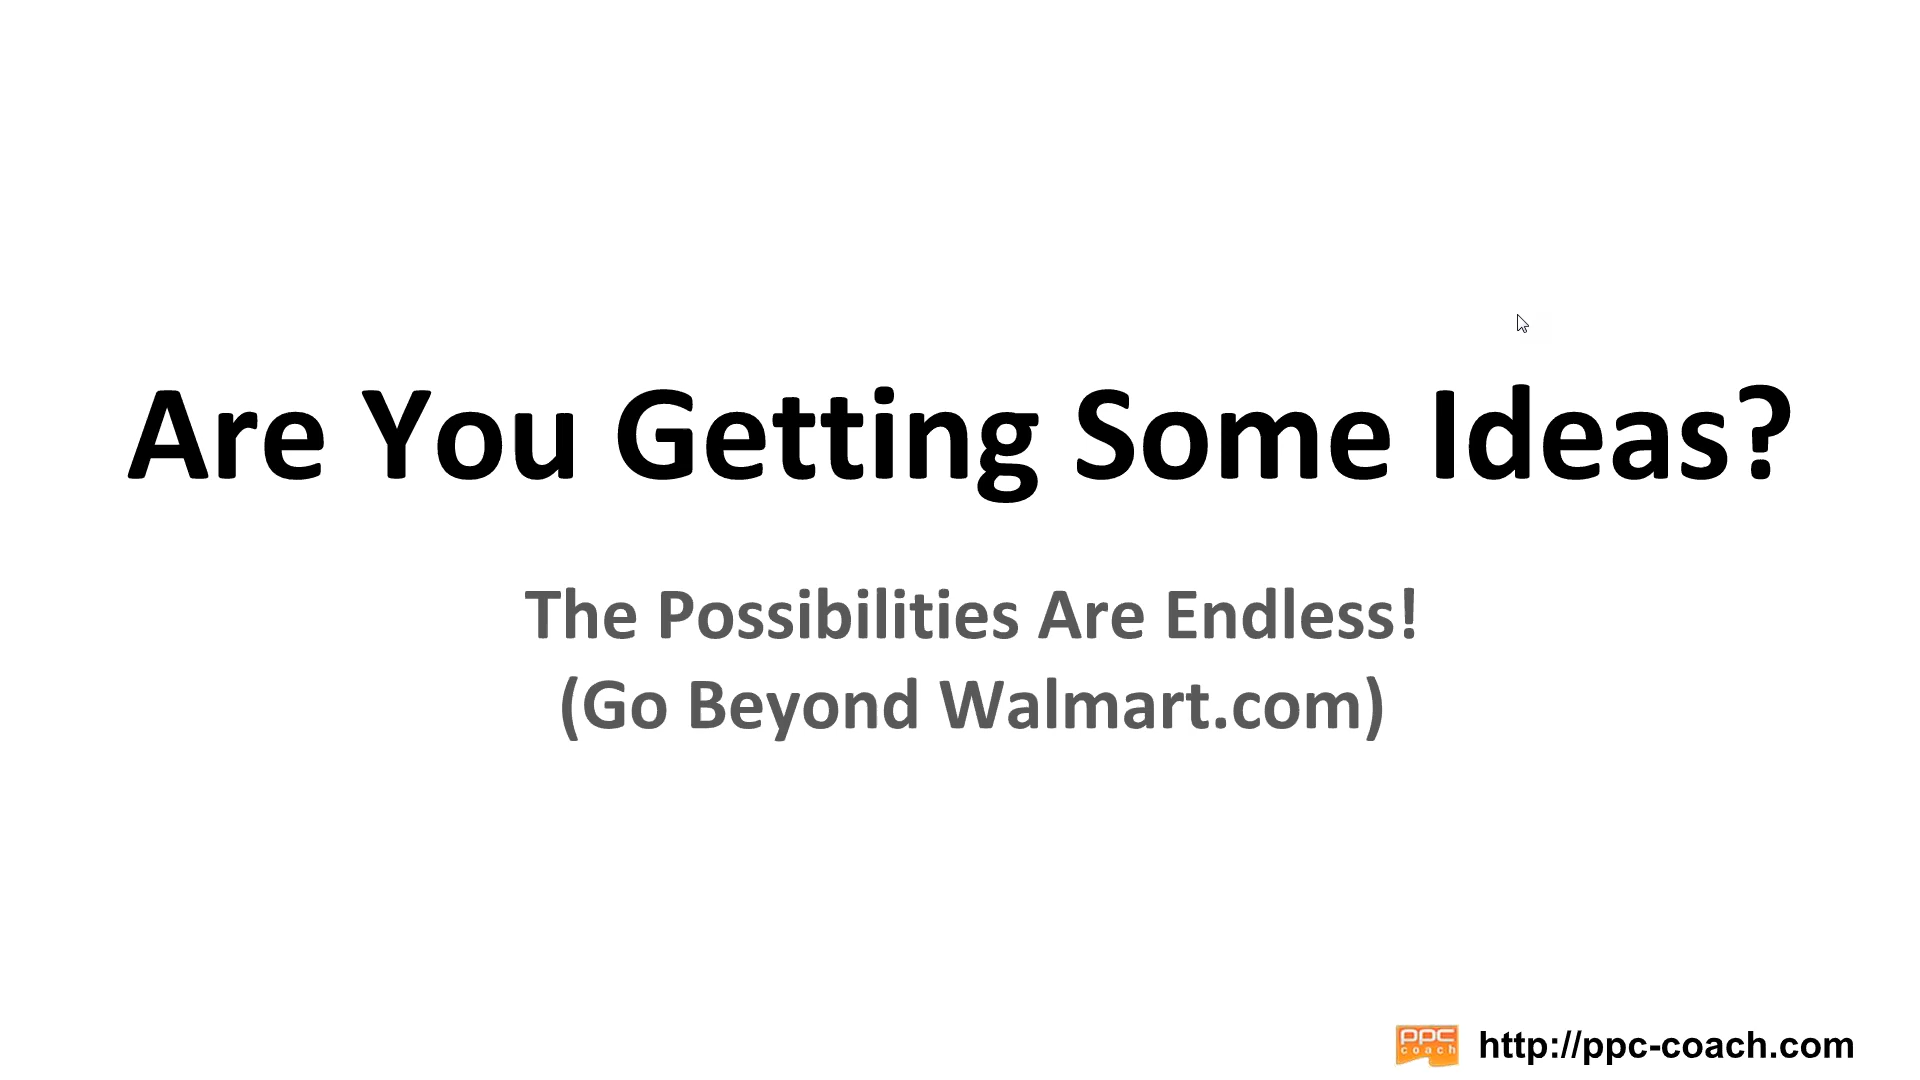 Are You Getting Some Ideas?
The Possibilities Are Endless!
(Go Beyond Walmart.com)
ppc
coach
http://ppc-coach.com